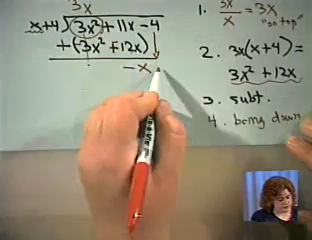 3x
x+4 ) 3x² + 11x - 4
+(-3x² + 12x)
- x
1. 3x/x = 3x
"on top"
2. 3x(x+4) =
3x² + 12x
3. subt.
4. bring down